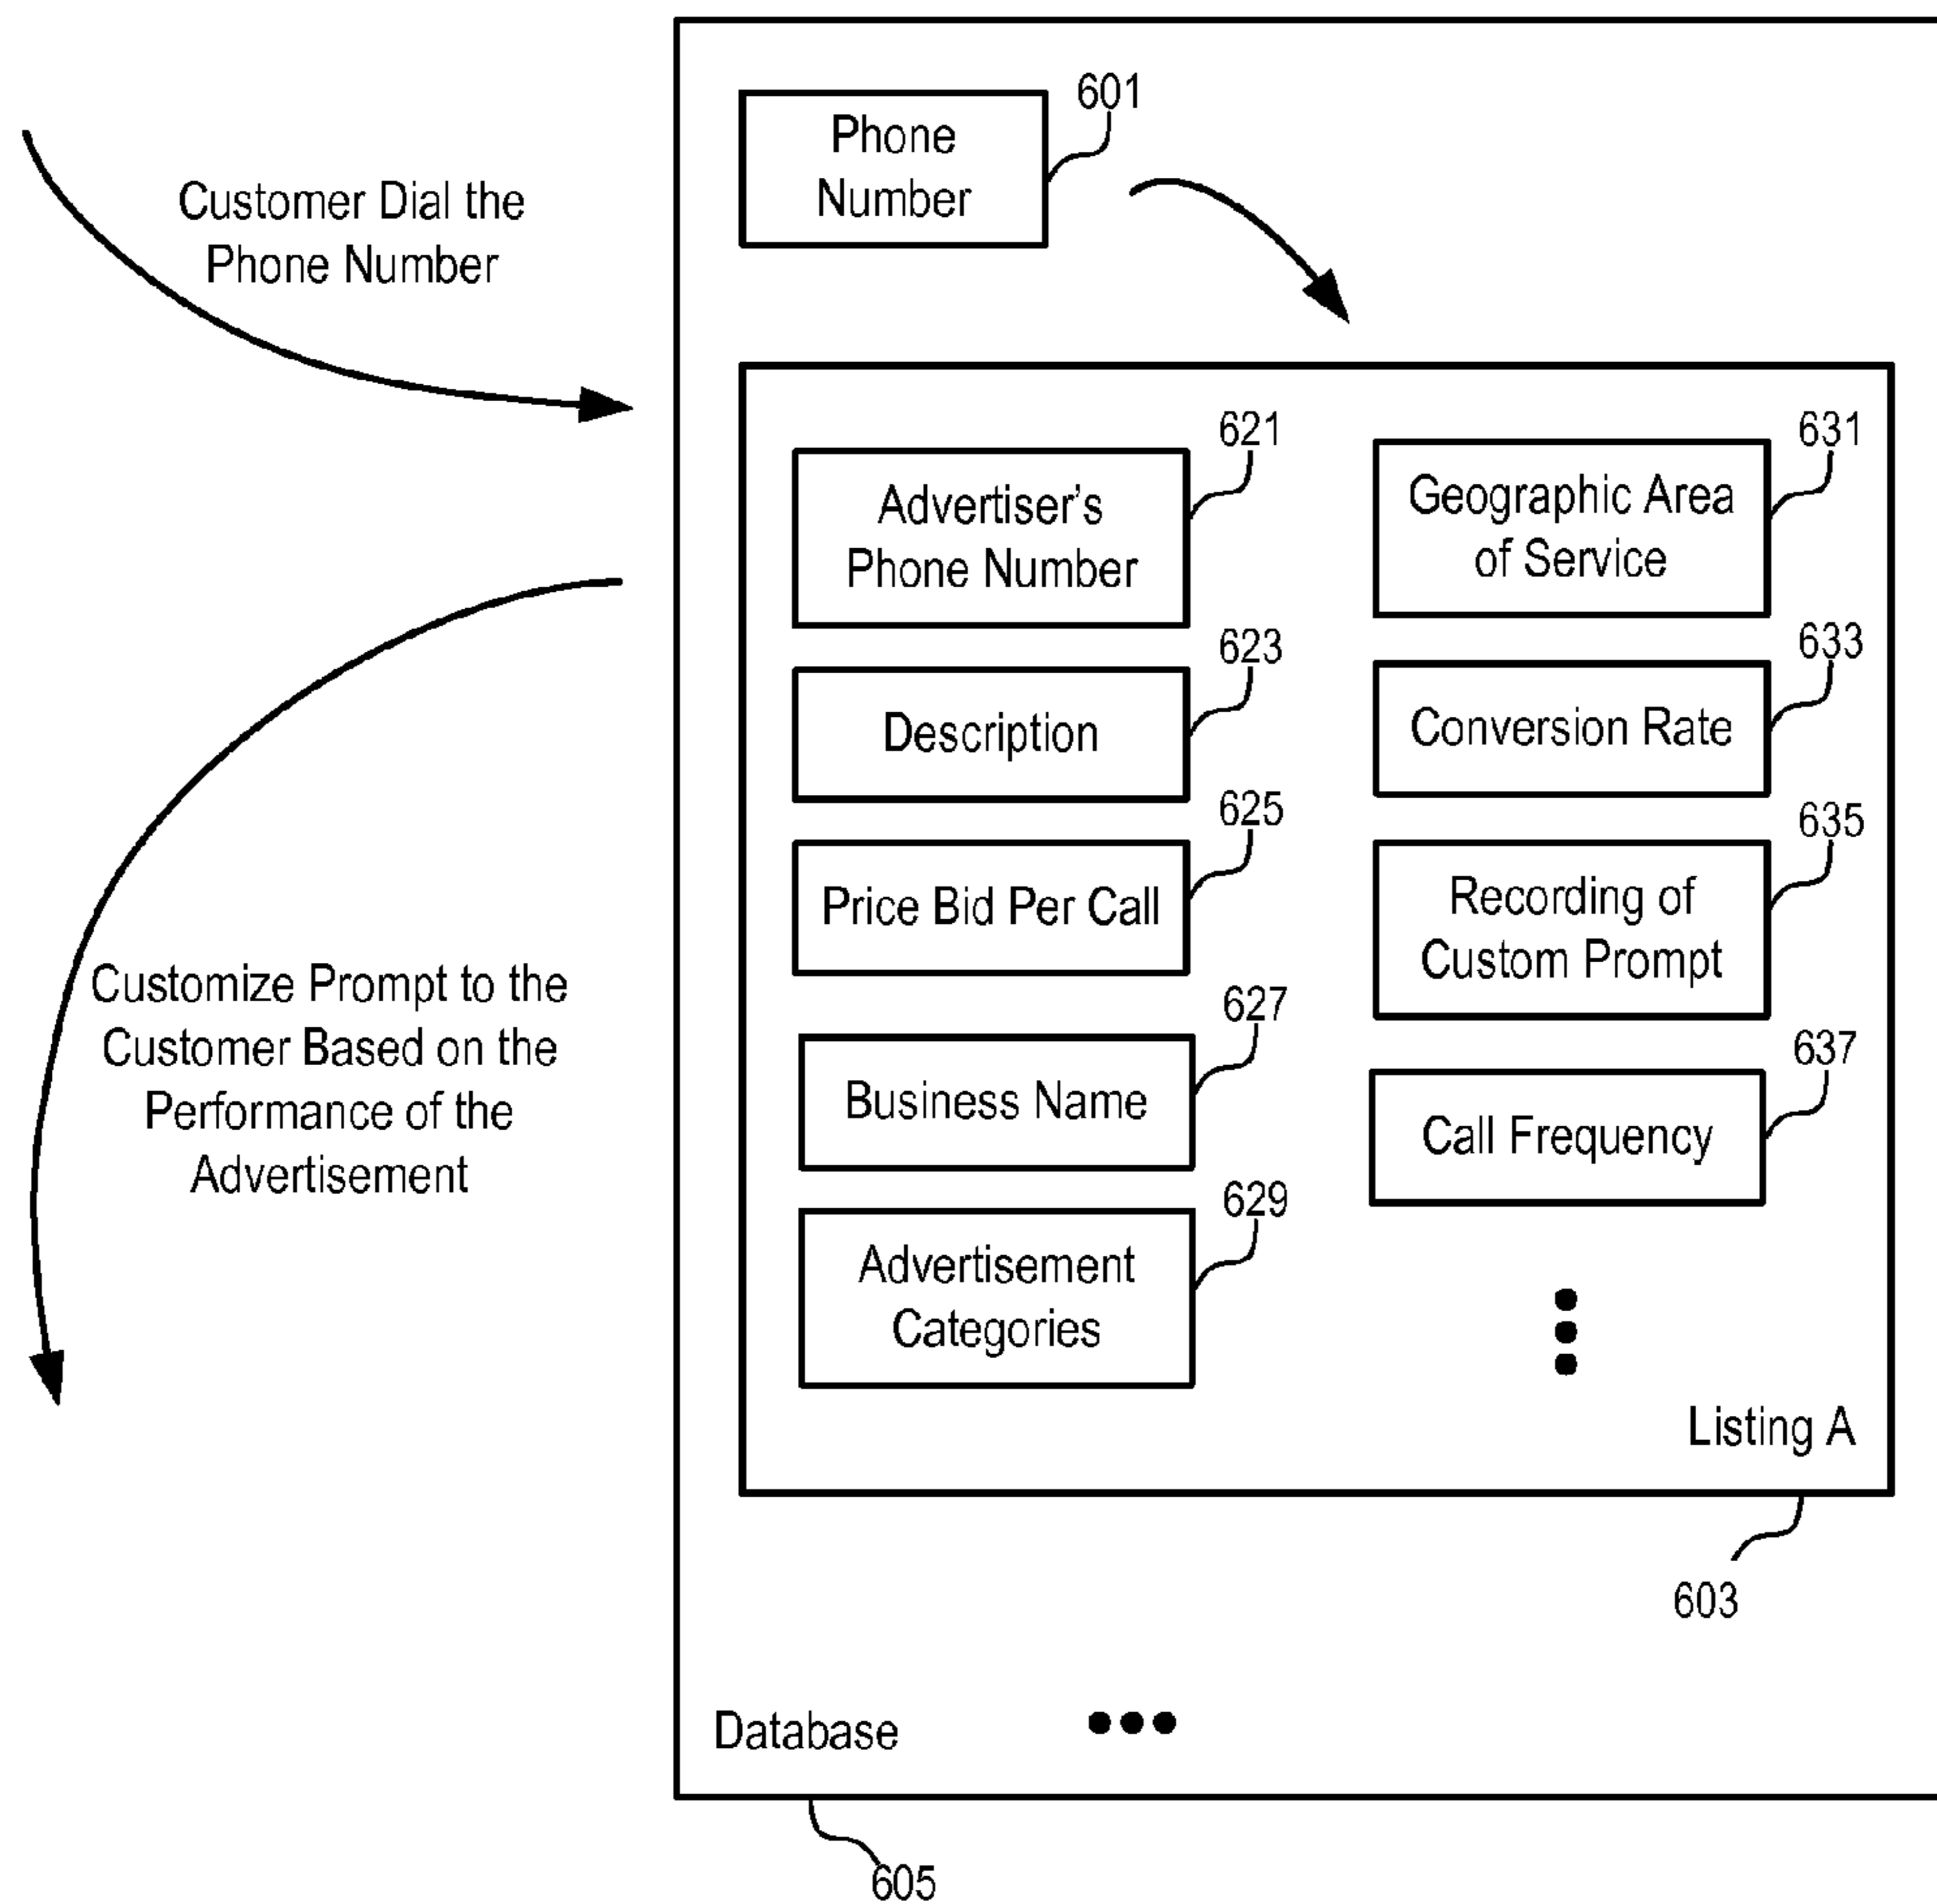 601
Phone
Number
Customer Dial the
Phone Number
621
Advertiser's
Phone Number
631
Geographic Area
of Service
623
Description
633
Conversion Rate
625
Price Bid Per Call
635
Recording of
Custom Prompt
Customize Prompt to the
Customer Based on the
Performance of the
Advertisement
627
Business Name
637
Call Frequency
629
Advertisement
Categories
Listing A
603
Database
605